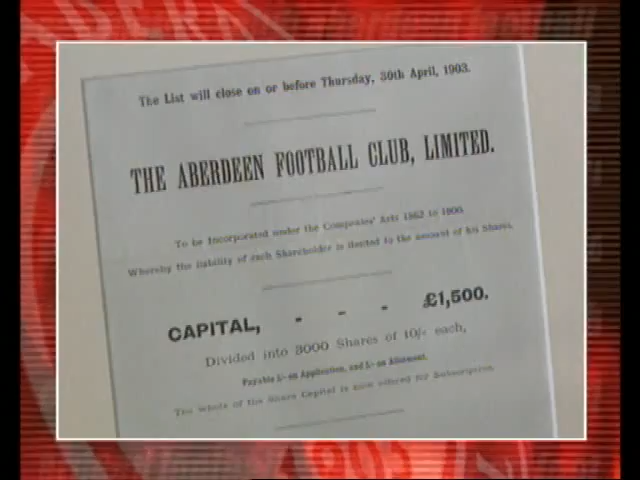 The List will close on or before Thursday, 30th April, 1903.
THE ABERDEEN FOOTBALL CLUB, LIMITED.
To be Incorporated under the Companies' Acts 1862 to 1900
Whereby the liability of each Shareholder is limited to the amount of his Shares.
CAPITAL, - - - £1,500.
Divided into 3000 Shares of 10/- each,
Payable 5/- on Application, and 5/- on Allotment.
The whole of the Share Capital is now offered for Subscription.
1903